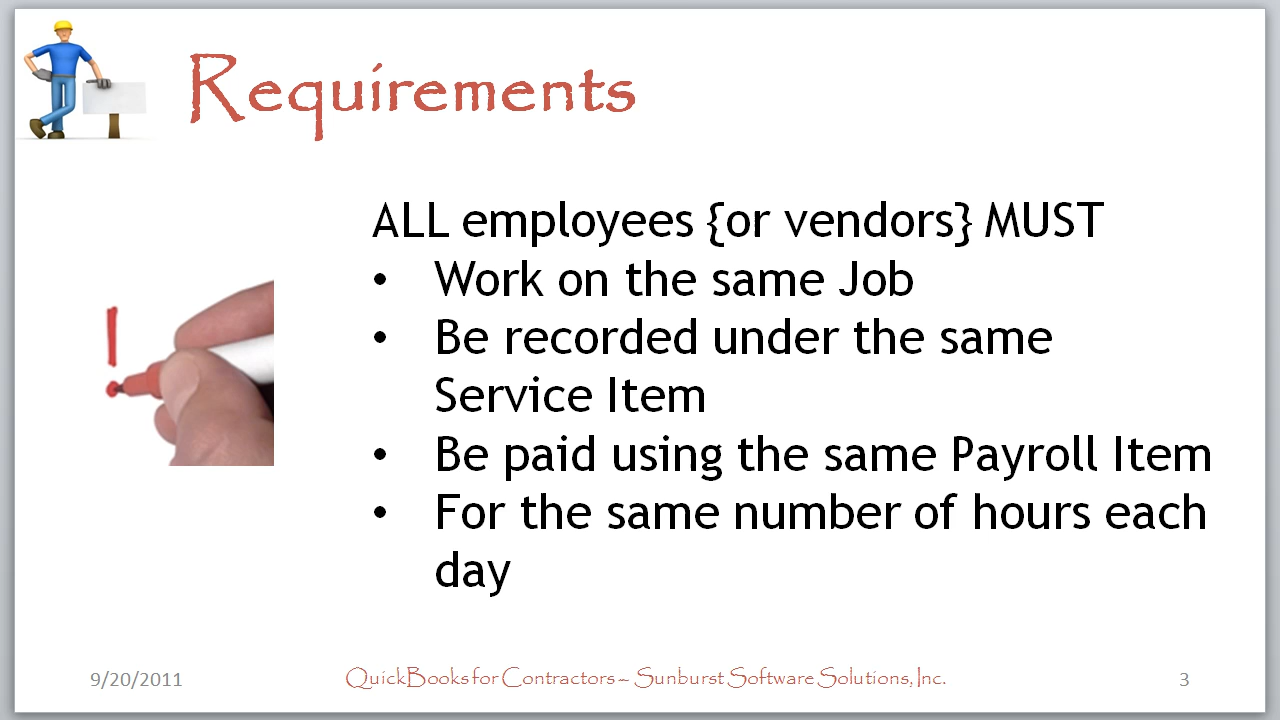 Requirements
ALL employees {or vendors} MUST
• Work on the same Job
• Be recorded under the same
Service Item
• Be paid using the same Payroll Item
• For the same number of hours each
day
9/20/2011
QuickBooks for Contractors – Sunburst Software Solutions, Inc.
3